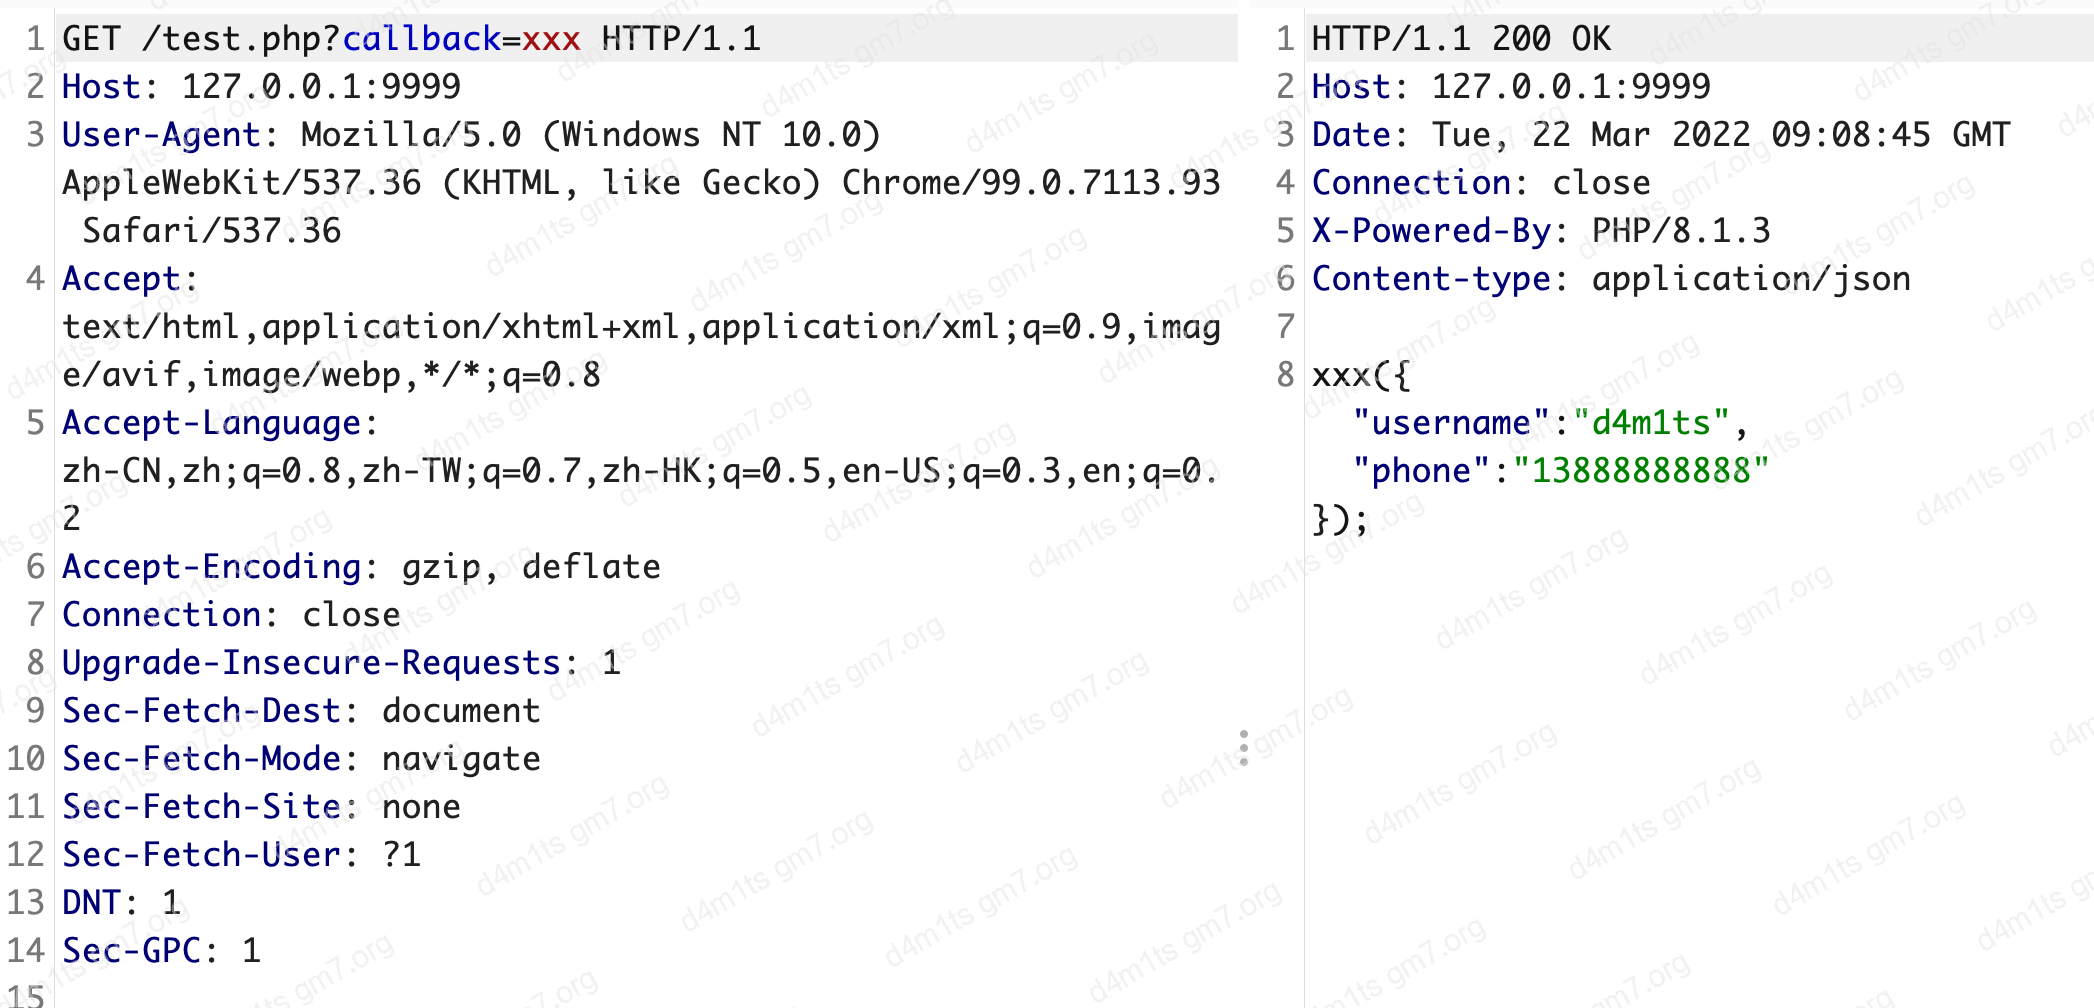 1 GET /test.php?callback=xxx HTTP/1.1
2 Host: 127.0.0.1:9999
3 User-Agent: Mozilla/5.0 (Windows NT 10.0)
AppleWebKit/537.36 (KHTML, like Gecko) Chrome/99.0.7113.93
Safari/537.36
4 Accept:
text/html,application/xhtml+xml,application/xml;q=0.9,imag
e/avif,image/webp,*/*;q=0.8
5 Accept-Language:
zh-CN,zh;q=0.8,zh-TW;q=0.7,zh-HK;q=0.5,en-US;q=0.3,en;q=0.
2
6 Accept-Encoding: gzip, deflate
7 Connection: close
8 Upgrade-Insecure-Requests: 1
9 Sec-Fetch-Dest: document
10 Sec-Fetch-Mode: navigate
11 Sec-Fetch-Site: none
12 Sec-Fetch-User: ?1
13 DNT: 1
14 Sec-GPC: 1
15
1 HTTP/1.1 200 OK
2 Host: 127.0.0.1:9999
3 Date: Tue, 22 Mar 2022 09:08:45 GMT
4 Connection: close
5 X-Powered-By: PHP/8.1.3
6 Content-type: application/json
7
8 xxx({
"username":"d4m1ts",
"phone":"13888888888"
});
d4m1ts gm7.org